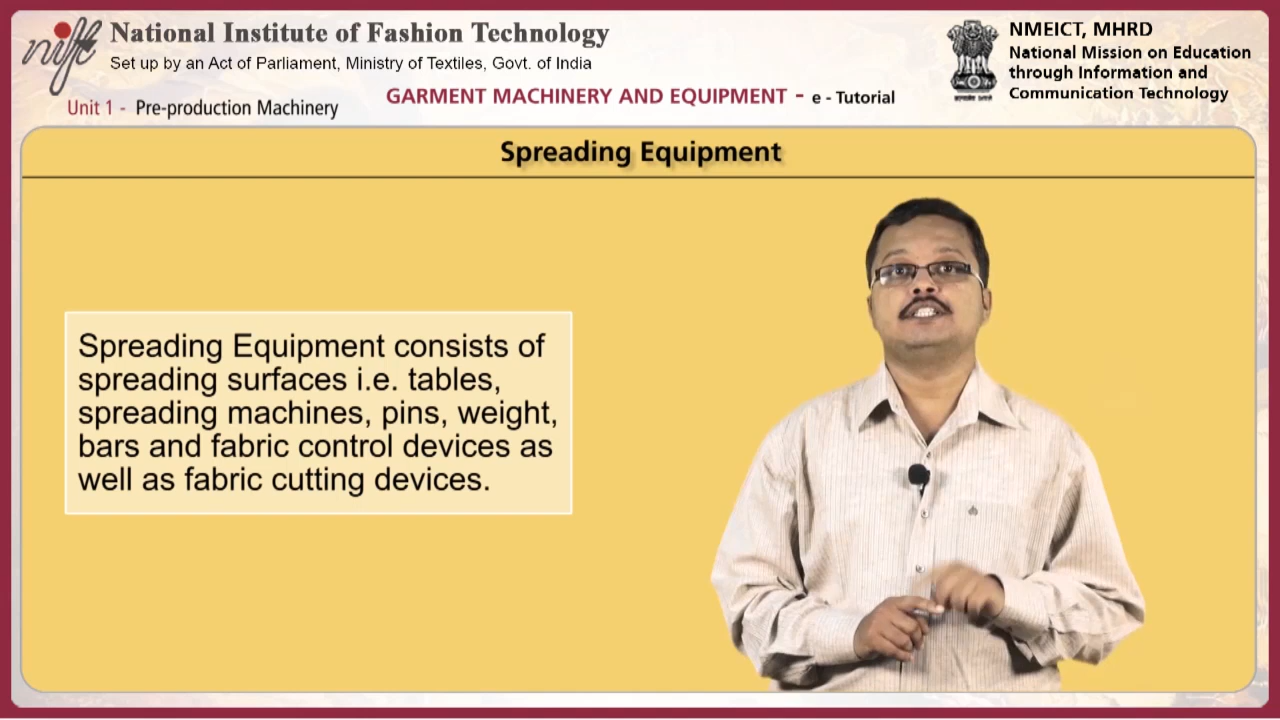 nift
National Institute of Fashion Technology
Set up by an Act of Parliament, Ministry of Textiles, Govt. of India
NMEICT, MHRD
National Mission on Education
through Information and
Communication Technology
Unit 1 - Pre-production Machinery
GARMENT MACHINERY AND EQUIPMENT - e - Tutorial
Spreading Equipment
Spreading Equipment consists of
spreading surfaces i.e. tables,
spreading machines, pins, weight,
bars and fabric control devices as
well as fabric cutting devices.